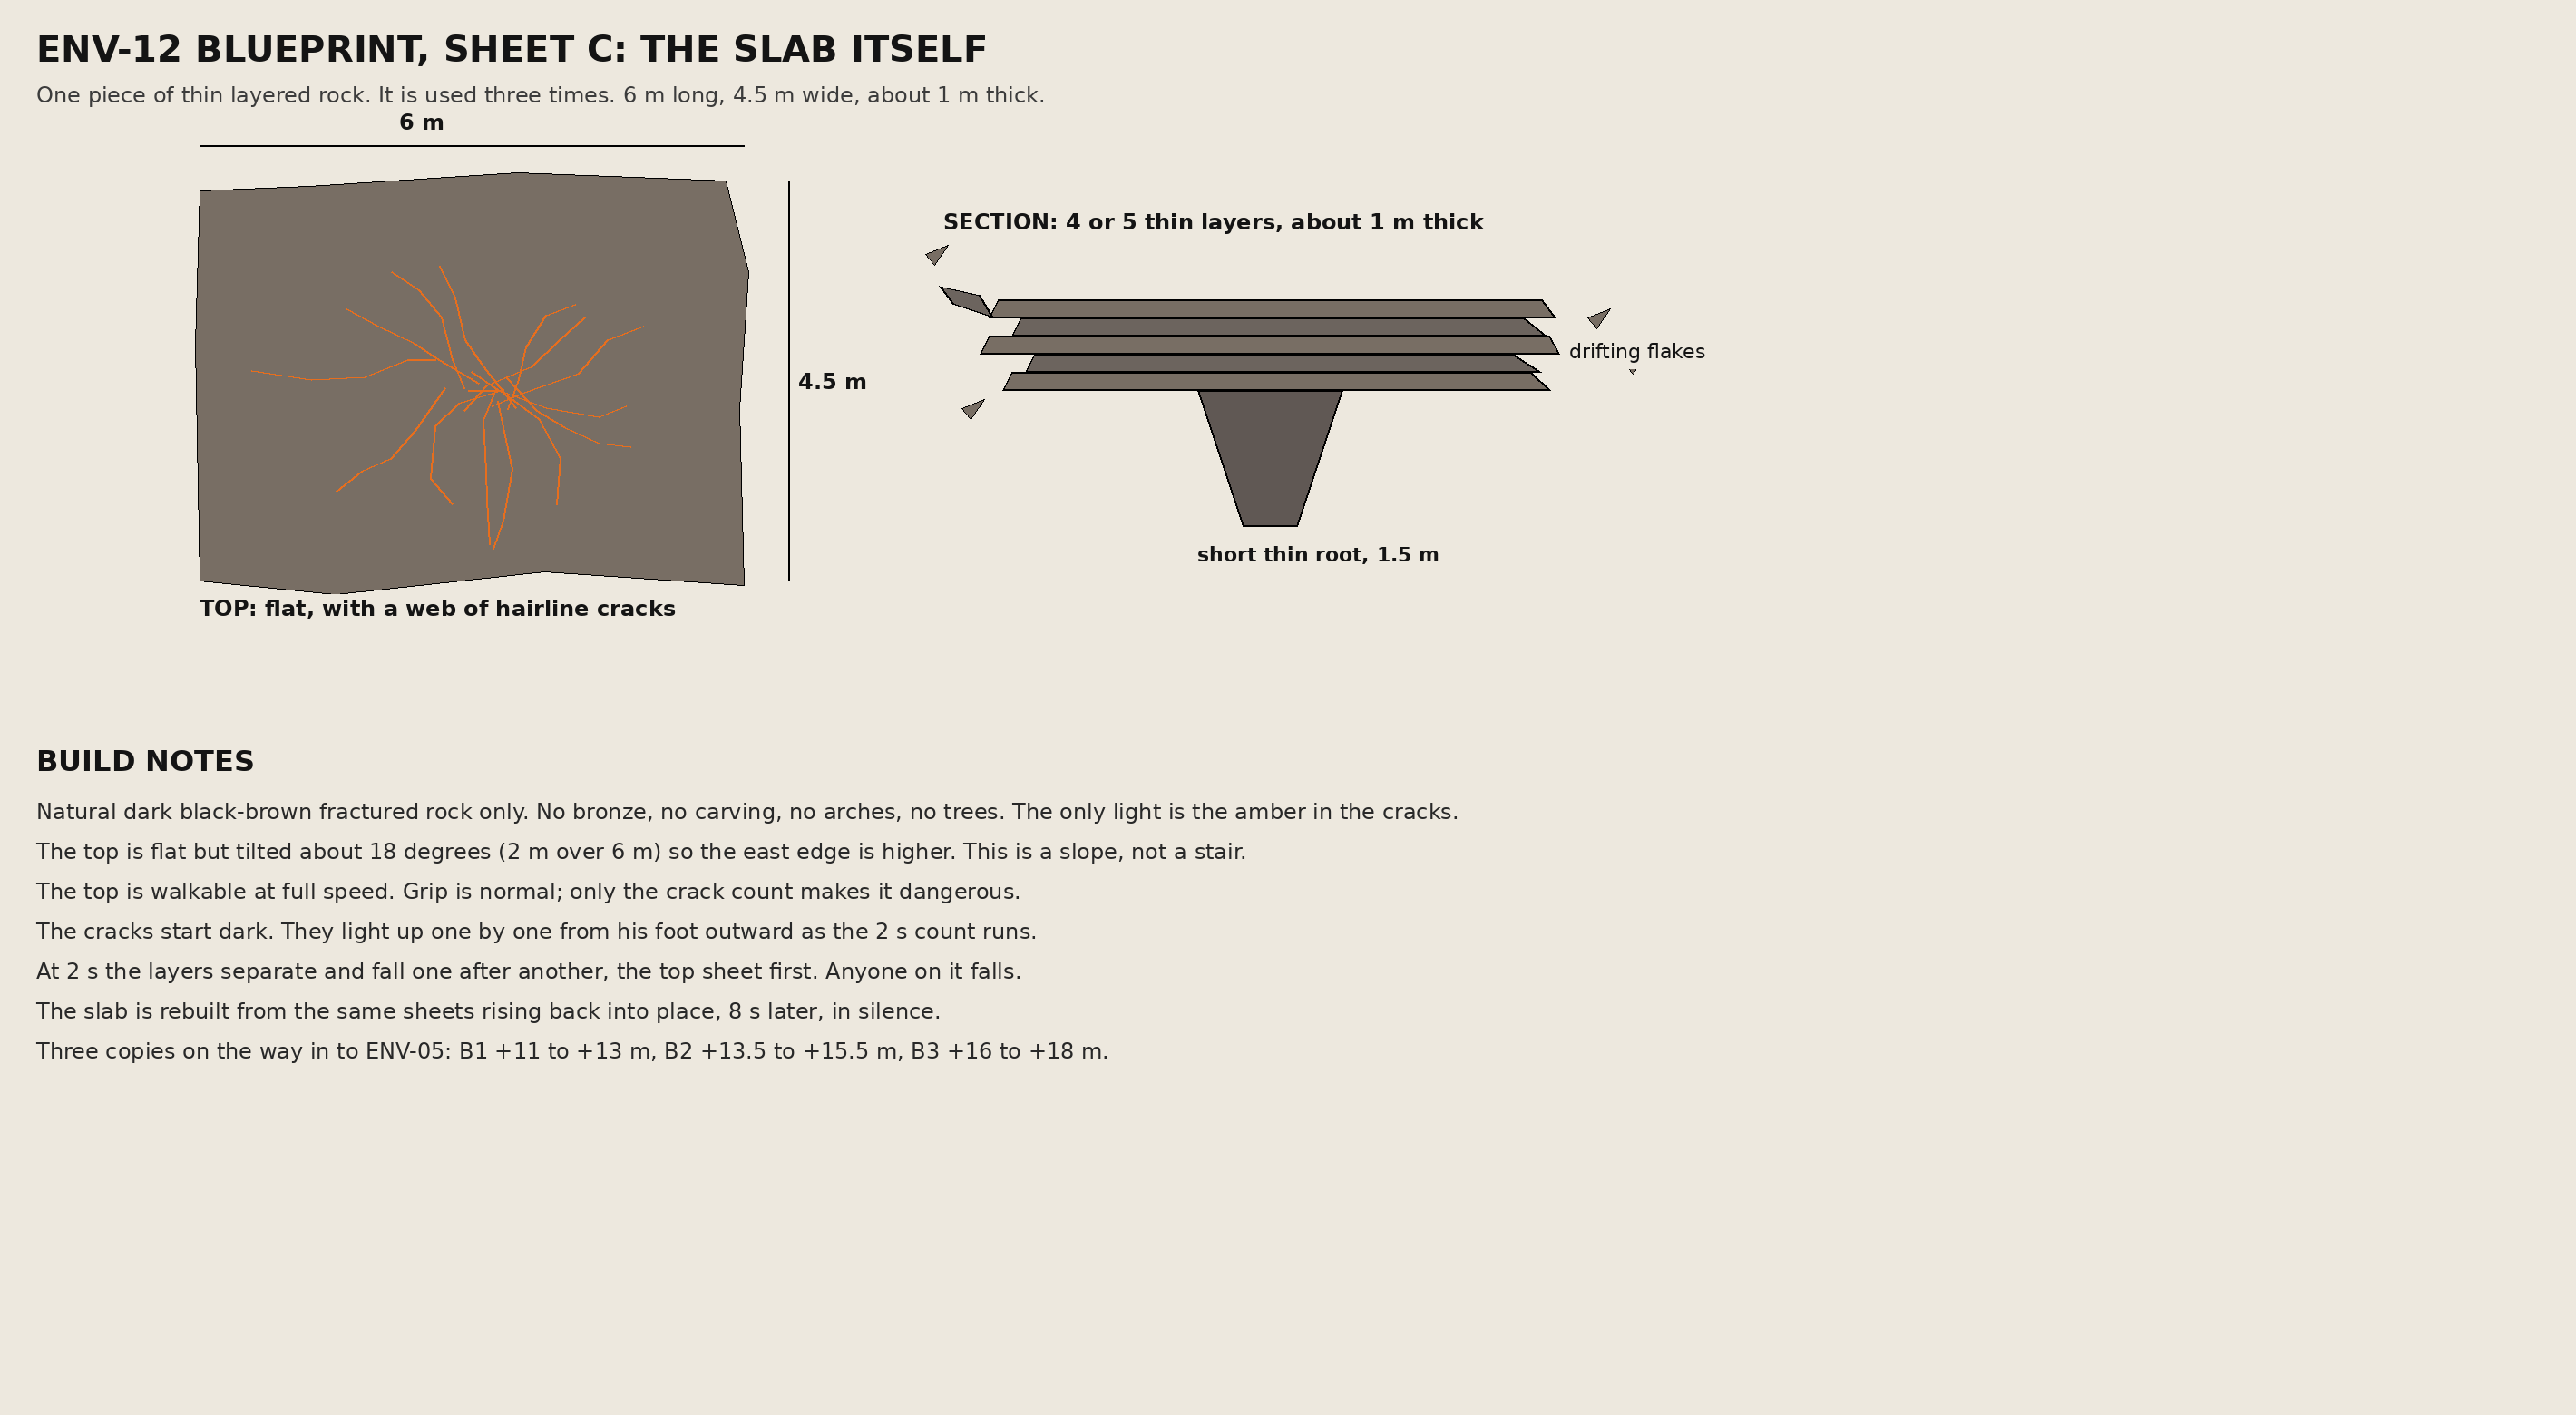 ENV-12 BLUEPRINT, SHEET C: THE SLAB ITSELF
One piece of thin layered rock. It is used three times. 6 m long, 4.5 m wide, about 1 m thick.
6 m
4.5 m
TOP: flat, with a web of hairline cracks
SECTION: 4 or 5 thin layers, about 1 m thick
drifting flakes
short thin root, 1.5 m
BUILD NOTES
Natural dark black-brown fractured rock only. No bronze, no carving, no arches, no trees. The only light is the amber in the cracks.
The top is flat but tilted about 18 degrees (2 m over 6 m) so the east edge is higher. This is a slope, not a stair.
The top is walkable at full speed. Grip is normal; only the crack count makes it dangerous.
The cracks start dark. They light up one by one from his foot outward as the 2 s count runs.
At 2 s the layers separate and fall one after another, the top sheet first. Anyone on it falls.
The slab is rebuilt from the same sheets rising back into place, 8 s later, in silence.
Three copies on the way in to ENV-05: B1 +11 to +13 m, B2 +13.5 to +15.5 m, B3 +16 to +18 m.